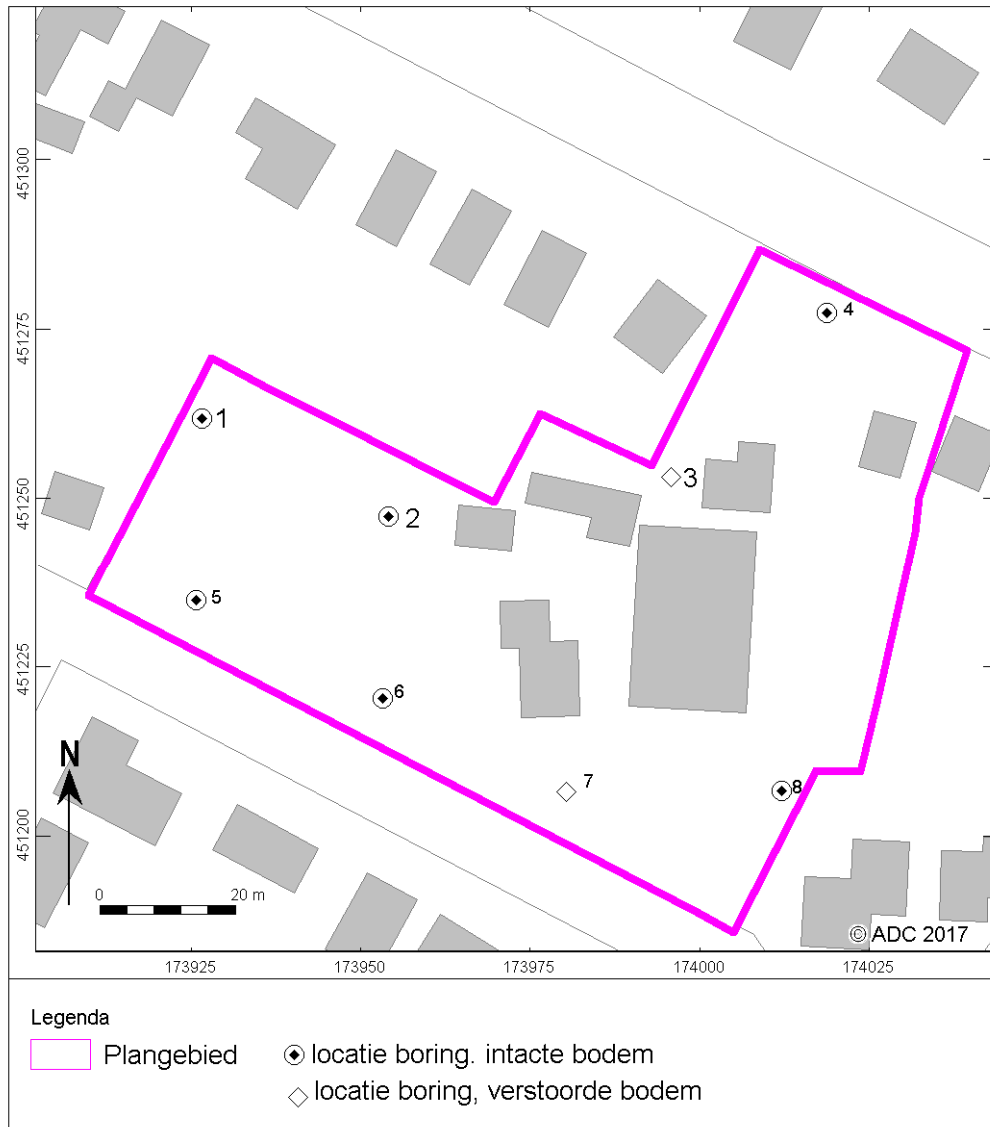 451300
451275
451250
451225
451200
4
1
3
2
5
6
7
8
N
0 20 m
© ADC 2017
173925 173950 173975 174000 174025
Legenda
Plangebied
locatie boring. intacte bodem
locatie boring, verstoorde bodem